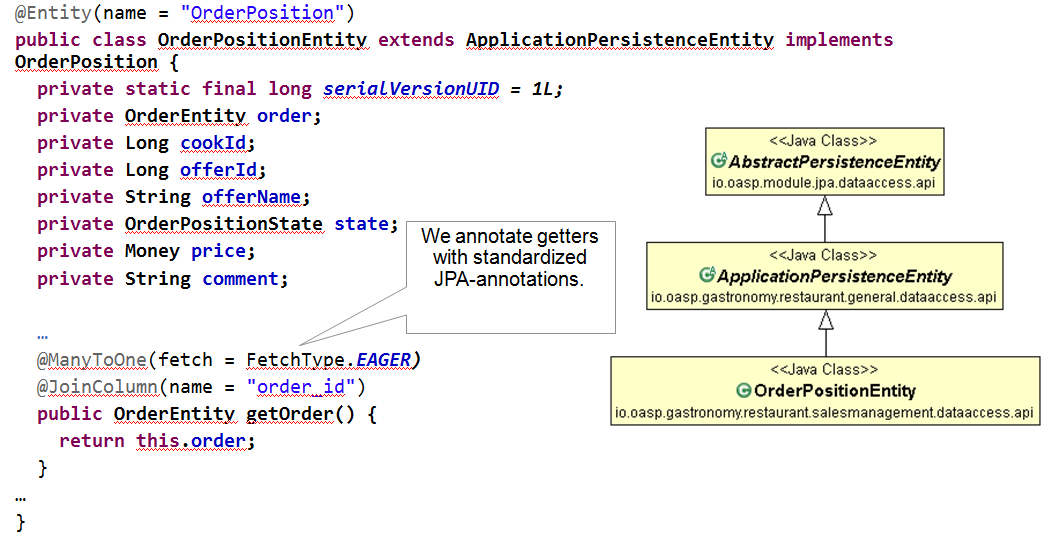 @Entity(name = "OrderPosition")
public class OrderPositionEntity extends ApplicationPersistenceEntity implements
OrderPosition {
private static final long serialVersionUID = 1L;
private OrderEntity order;
private Long cookId;
private Long offerId;
private String offerName;
private OrderPositionState state;
private Money price;
private String comment;
…
@ManyToOne(fetch = FetchType.EAGER)
@JoinColumn(name = "order_id")
public OrderEntity getOrder() {
return this.order;
}
…
}
We annotate getters
with standardized
JPA-annotations.
<<Java Class>>
AbstractPersistenceEntity
io.oasp.module.jpa.dataaccess.api
<<Java Class>>
ApplicationPersistenceEntity
io.oasp.gastronomy.restaurant.general.dataaccess.api
<<Java Class>>
OrderPositionEntity
io.oasp.gastronomy.restaurant.salesmanagement.dataaccess.api